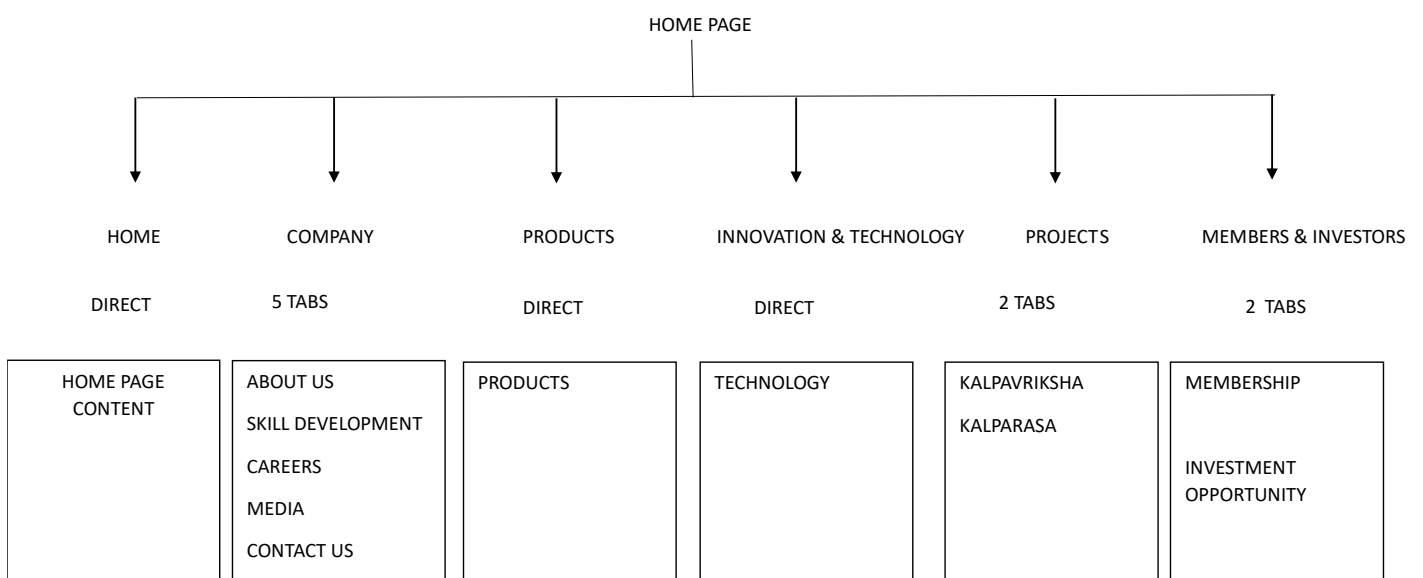 HOME PAGE
HOME
COMPANY
PRODUCTS
INNOVATION & TECHNOLOGY
PROJECTS
MEMBERS & INVESTORS
DIRECT
5 TABS
DIRECT
DIRECT
2 TABS
2 TABS
HOME PAGE
CONTENT
ABOUT US
SKILL DEVELOPMENT
CAREERS
MEDIA
CONTACT US
PRODUCTS
TECHNOLOGY
KALPAVRIKSHA
KALPARASA
MEMBERSHIP
INVESTMENT
OPPORTUNITY